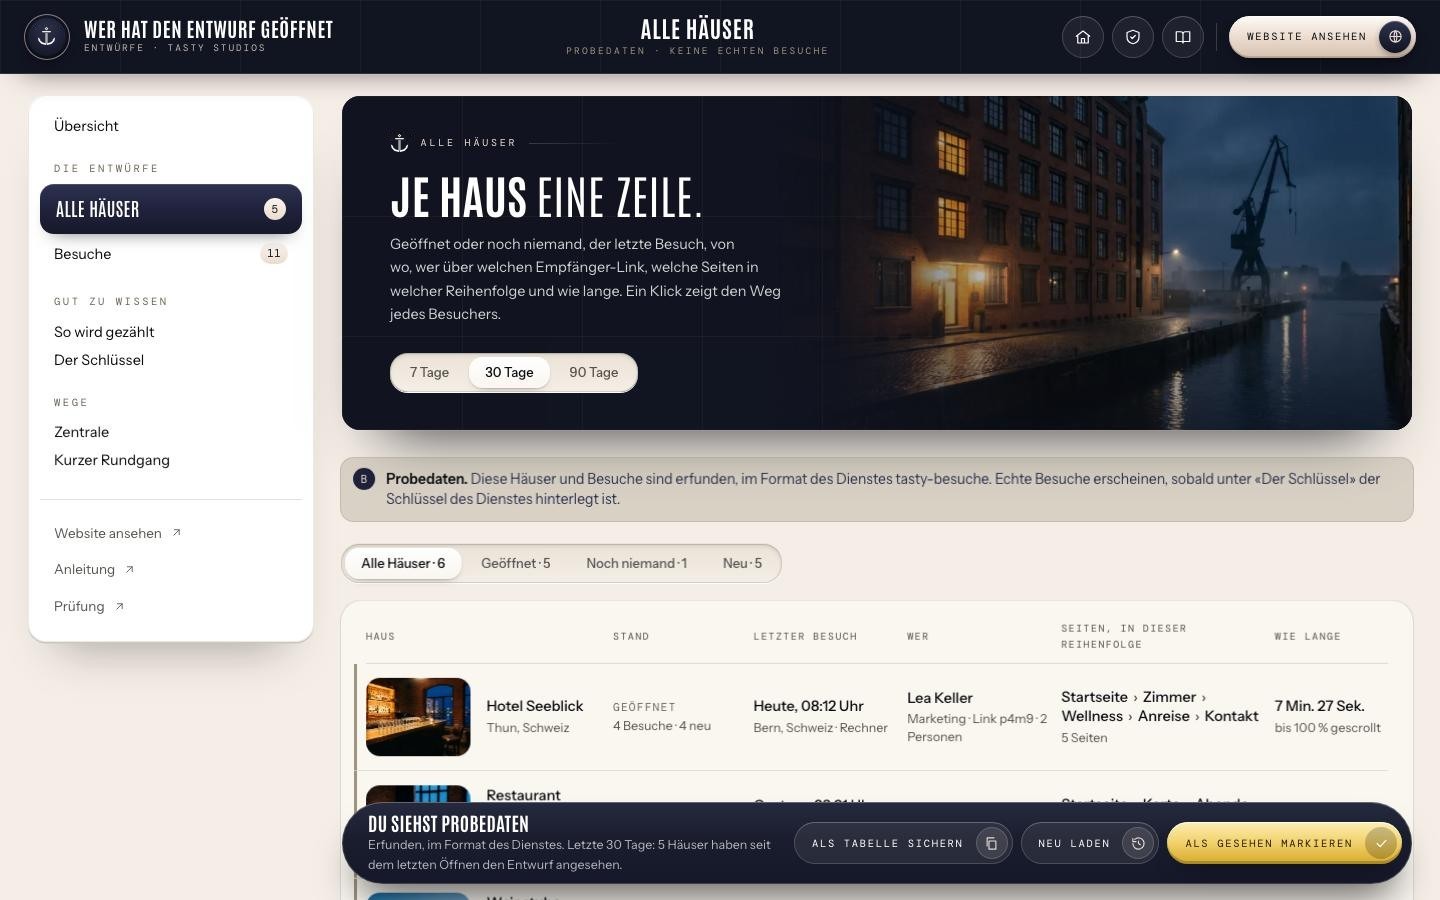 WER HAT DEN ENTWURF GEÖFFNET
ENTWÜRFE · TASTY STUDIOS
ALLE HÄUSER
PROBEDATEN · KEINE ECHTEN BESUCHE
WEBSITE ANSEHEN
Übersicht
DIE ENTWÜRFE
ALLE HÄUSER 5
Besuche 11
GUT ZU WISSEN
So wird gezählt
Der Schlüssel
WEGE
Zentrale
Kurzer Rundgang
Website ansehen
Anleitung
Prüfung
ALLE HÄUSER
JE HAUS EINE ZEILE.
Geöffnet oder noch niemand, der letzte Besuch, von
wo, wer über welchen Empfänger-Link, welche Seiten in
welcher Reihenfolge und wie lange. Ein Klick zeigt den Weg
jedes Besuchers.
7 Tage 30 Tage 90 Tage
B Probedaten. Diese Häuser und Besuche sind erfunden, im Format des Dienstes tasty-besuche. Echte Besuche erscheinen, sobald unter «Der Schlüssel» der
Schlüssel des Dienstes hinterlegt ist.
Alle Häuser · 6 Geöffnet · 5 Noch niemand · 1 Neu · 5
HAUS STAND LETZTER BESUCH WER SEITEN, IN DIESER
REIHENFOLGE WIE LANGE
Hotel Seeblick
Thun, Schweiz
GEÖFFNET
4 Besuche · 4 neu
Heute, 08:12 Uhr
Bern, Schweiz · Rechner
Lea Keller
Marketing · Link p4m9 · 2
Personen
Startseite › Zimmer ›
Wellness › Anreise › Kontakt
5 Seiten
7 Min. 27 Sek.
bis 100 % gescrollt
Restaurant
DU SIEHST PROBEDATEN
Erfunden, im Format des Dienstes. Letzte 30 Tage: 5 Häuser haben seit
dem letzten Öffnen den Entwurf angesehen.
ALS TABELLE SICHERN
NEU LADEN
ALS GESEHEN MARKIEREN